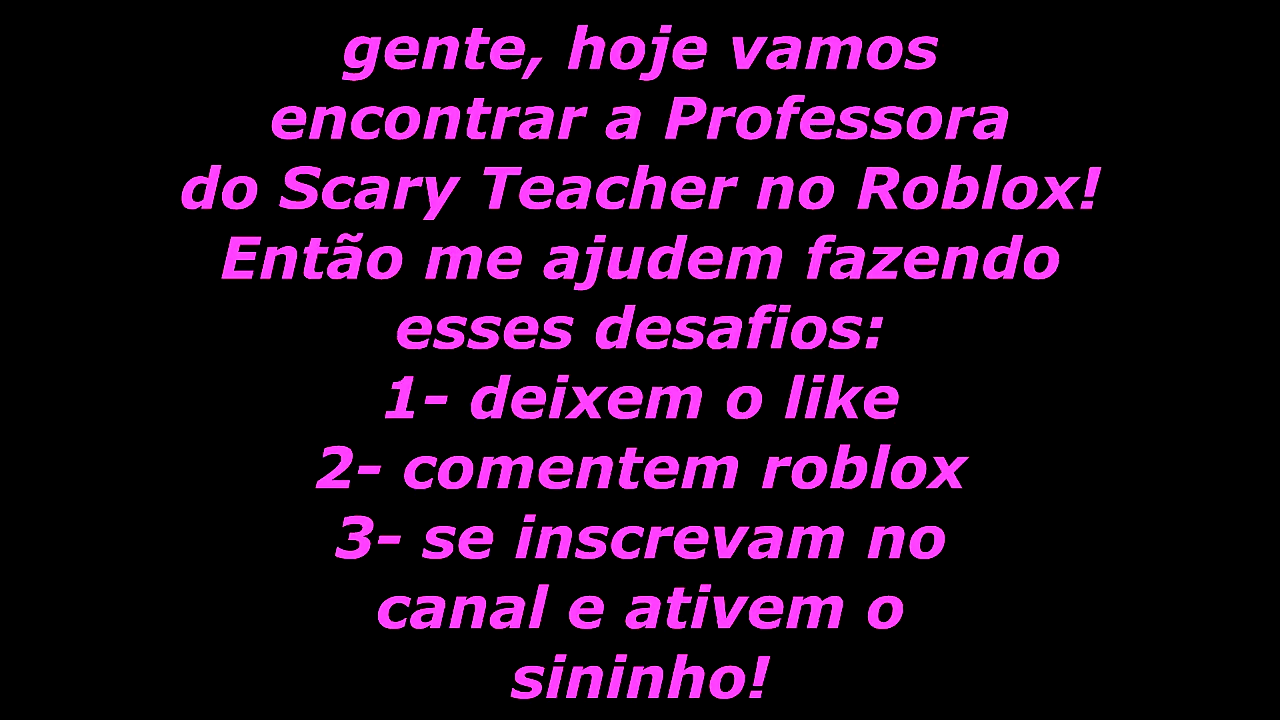 gente, hoje vamos
encontrar a Professora
do Scary Teacher no Roblox!
Então me ajudem fazendo
esses desafios:
1- deixem o like
2- comentem roblox
3- se inscrevam no
canal e ativem o
sininho!